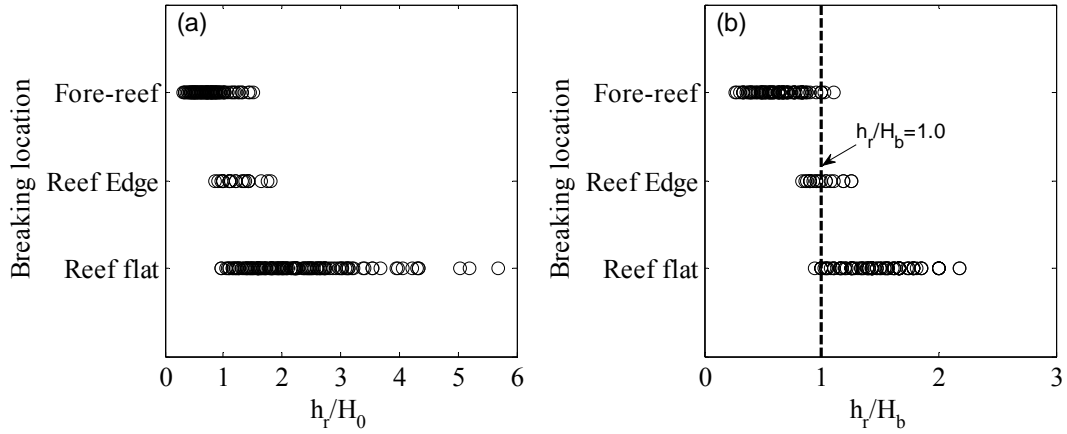 (a)
Breaking location
Fore-reef
Reef Edge
Reef flat
0 1 2 3 4 5 6
h_r/H_0
(b)
Breaking location
Fore-reef
Reef Edge
Reef flat
h_r/H_b=1.0
0 1 2 3
h_r/H_b